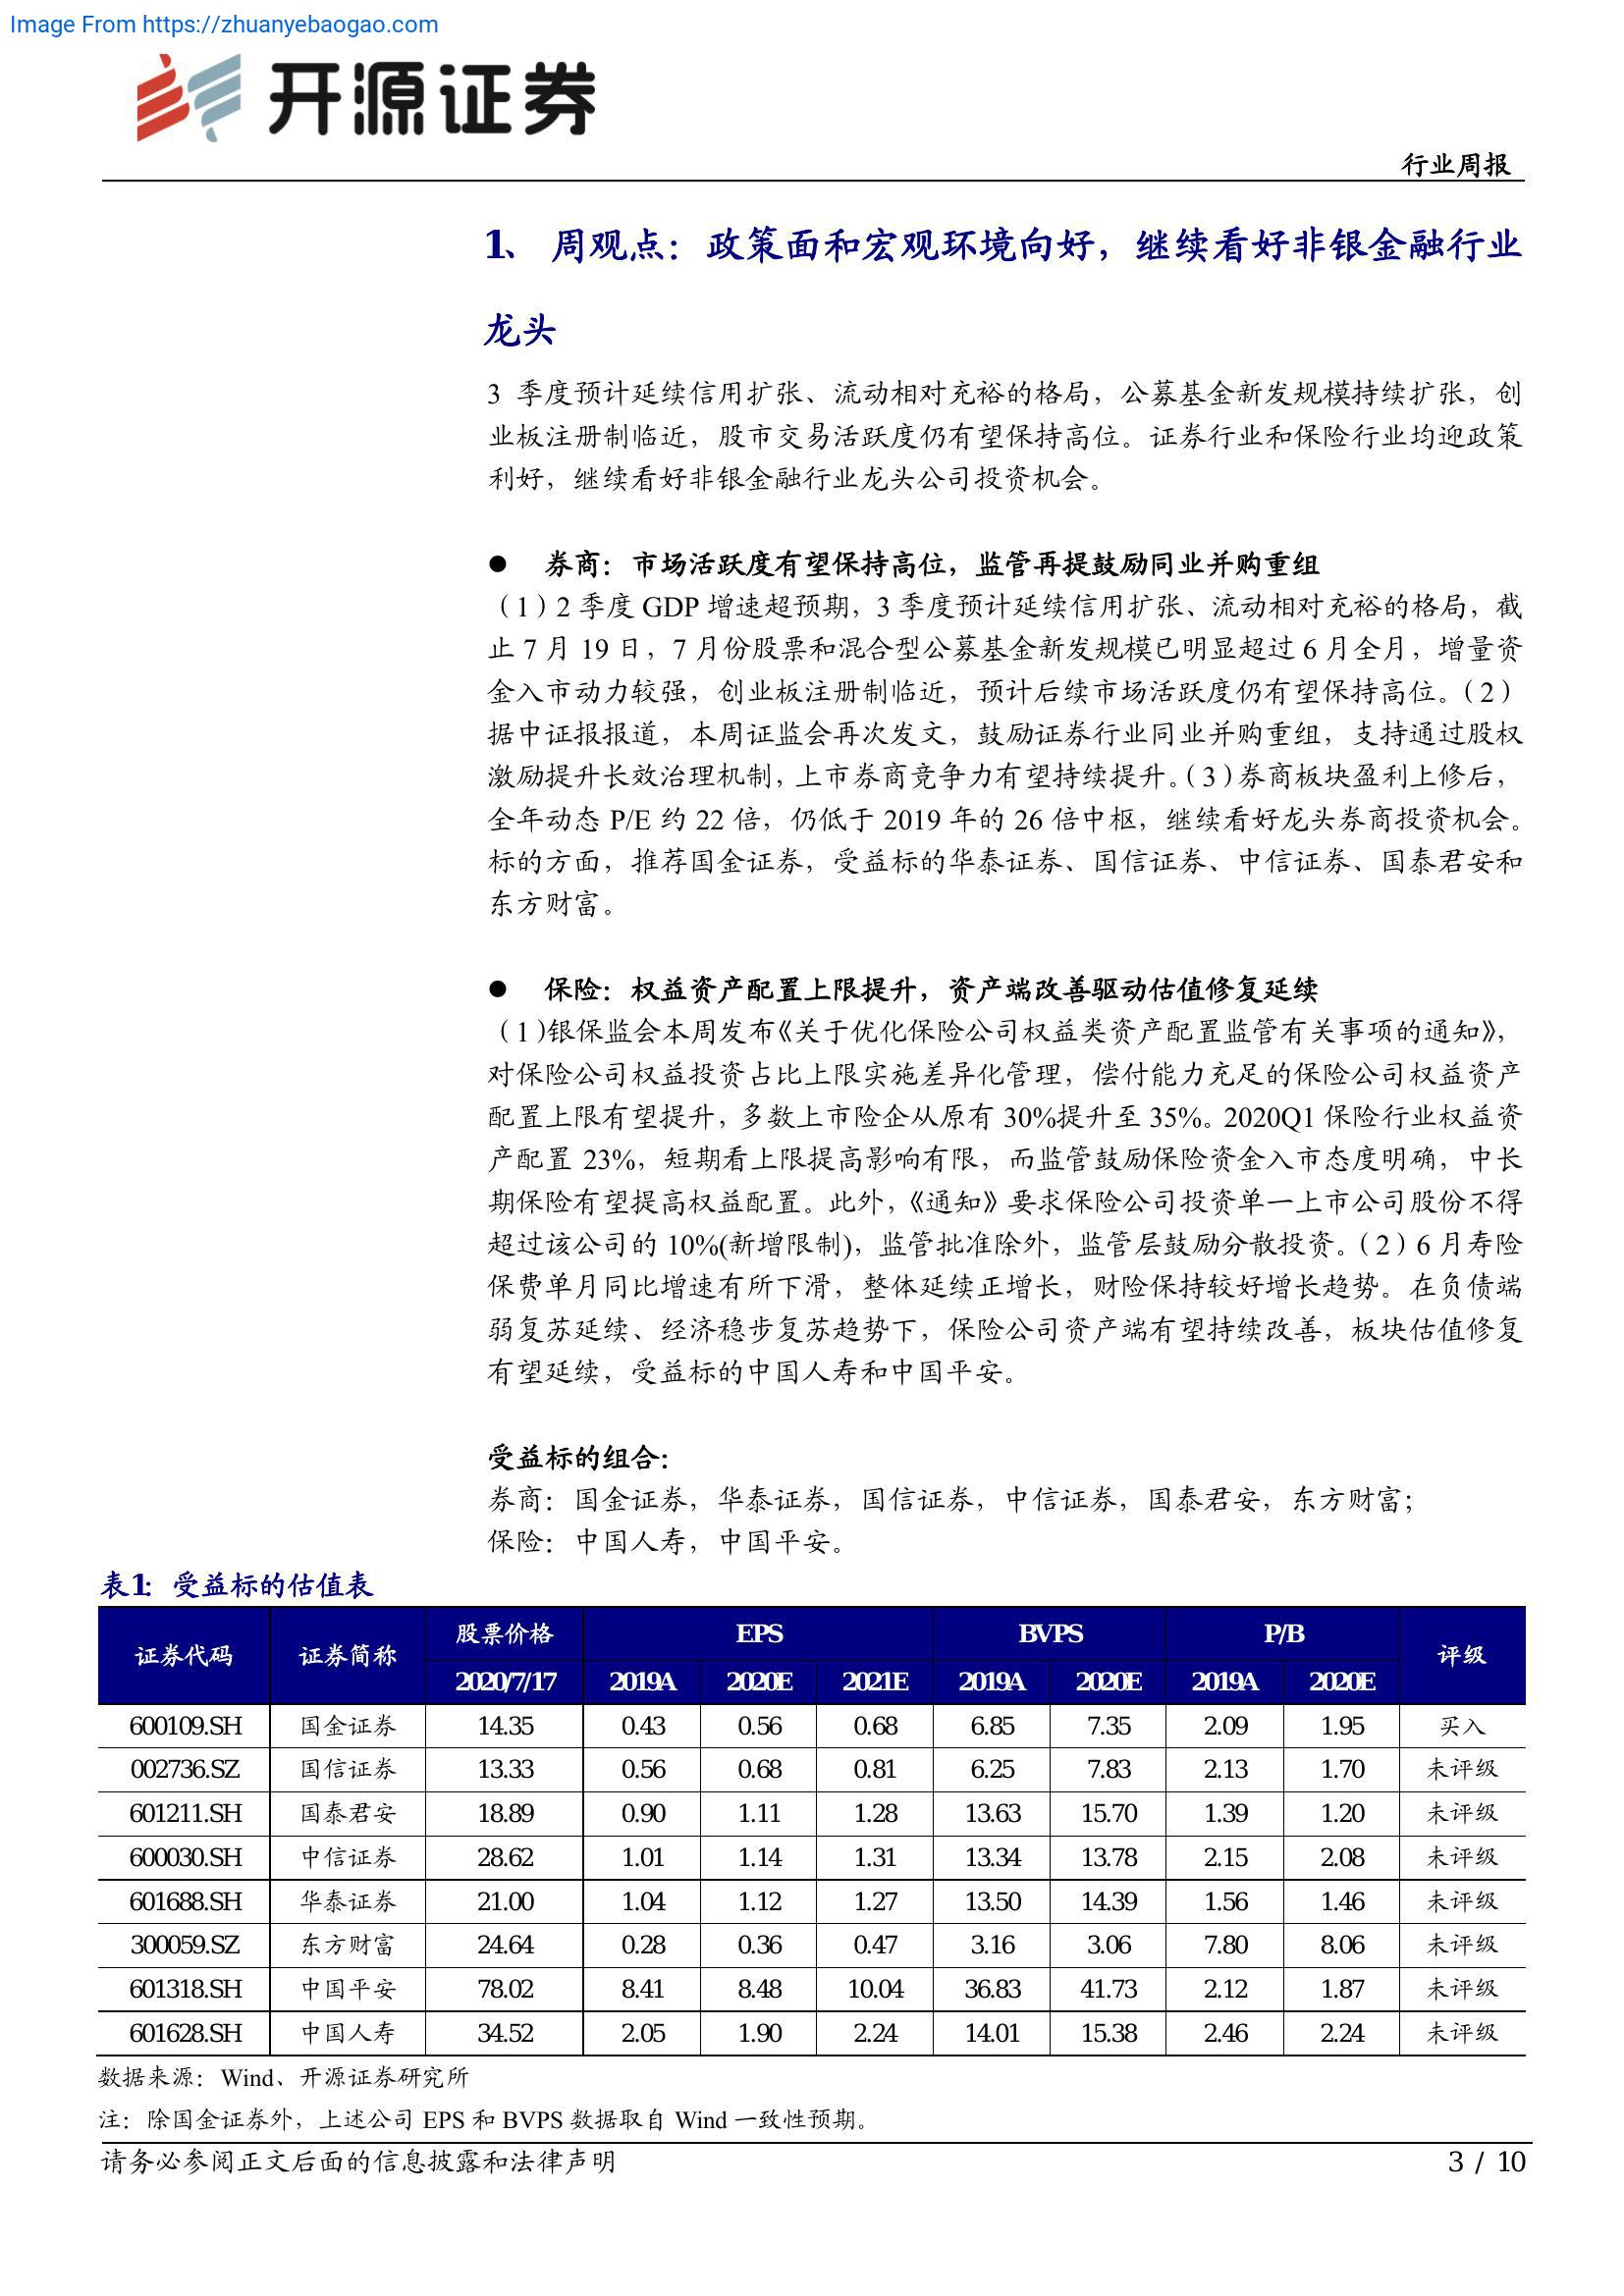 Image From https://zhuanyebaogao.com
开源证券
行业周报
1、 周观点：政策面和宏观环境向好，继续看好非银金融行业
龙头
3 季度预计延续信用扩张、流动相对充裕的格局，公募基金新发规模持续扩张，创
业板注册制临近，股市交易活跃度仍有望保持高位。证券行业和保险行业均迎政策
利好，继续看好非银金融行业龙头公司投资机会。
● 券商：市场活跃度有望保持高位，监管再提鼓励同业并购重组
（1）2 季度 GDP 增速超预期，3 季度预计延续信用扩张、流动相对充裕的格局，截
止 7 月 19 日，7 月份股票和混合型公募基金新发规模已明显超过 6 月全月，增量资
金入市动力较强，创业板注册制临近，预计后续市场活跃度仍有望保持高位。（2）
据中证报报道，本周证监会再次发文，鼓励证券行业同业并购重组，支持通过股权
激励提升长效治理机制，上市券商竞争力有望持续提升。（3）券商板块盈利上修后，
全年动态 P/E 约 22 倍，仍低于 2019 年的 26 倍中枢，继续看好龙头券商投资机会。
标的方面，推荐国金证券，受益标的华泰证券、国信证券、中信证券、国泰君安和
东方财富。
● 保险：权益资产配置上限提升，资产端改善驱动估值修复延续
（1）银保监会本周发布《关于优化保险公司权益类资产配置监管有关事项的通知》，
对保险公司权益投资占比上限实施差异化管理，偿付能力充足的保险公司权益资产
配置上限有望提升，多数上市险企从原有 30%提升至 35%。2020Q1 保险行业权益资
产配置 23%，短期看上限提高影响有限，而监管鼓励保险资金入市态度明确，中长
期保险有望提高权益配置。此外，《通知》要求保险公司投资单一上市公司股份不得
超过该公司的 10%(新增限制)，监管批准除外，监管层鼓励分散投资。（2）6 月寿险
保费单月同比增速有所下滑，整体延续正增长，财险保持较好增长趋势。在负债端
弱复苏延续、经济稳步复苏趋势下，保险公司资产端有望持续改善，板块估值修复
有望延续，受益标的中国人寿和中国平安。
受益标的组合：
券商：国金证券，华泰证券，国信证券，中信证券，国泰君安，东方财富；
保险：中国人寿，中国平安。
表1：受益标的估值表
证券代码 证券简称 股票价格 EPS BVPS P/B 评级
2020/7/17 2019A 2020E 2021E 2019A 2020E 2019A 2020E
600109.SH 国金证券 14.35 0.43 0.56 0.68 6.85 7.35 2.09 1.95 买入
002736.SZ 国信证券 13.33 0.56 0.68 0.81 6.25 7.83 2.13 1.70 未评级
601211.SH 国泰君安 18.89 0.90 1.11 1.28 13.63 15.70 1.39 1.20 未评级
600030.SH 中信证券 28.62 1.01 1.14 1.31 13.34 13.78 2.15 2.08 未评级
601688.SH 华泰证券 21.00 1.04 1.12 1.27 13.50 14.39 1.56 1.46 未评级
300059.SZ 东方财富 24.64 0.28 0.36 0.47 3.16 3.06 7.80 8.06 未评级
601318.SH 中国平安 78.02 8.41 8.48 10.04 36.83 41.73 2.12 1.87 未评级
601628.SH 中国人寿 34.52 2.05 1.90 2.24 14.01 15.38 2.46 2.24 未评级
数据来源：Wind、开源证券研究所
注：除国金证券外，上述公司 EPS 和 BVPS 数据取自 Wind 一致性预期。
请务必参阅正文后面的信息披露和法律声明 3 / 10